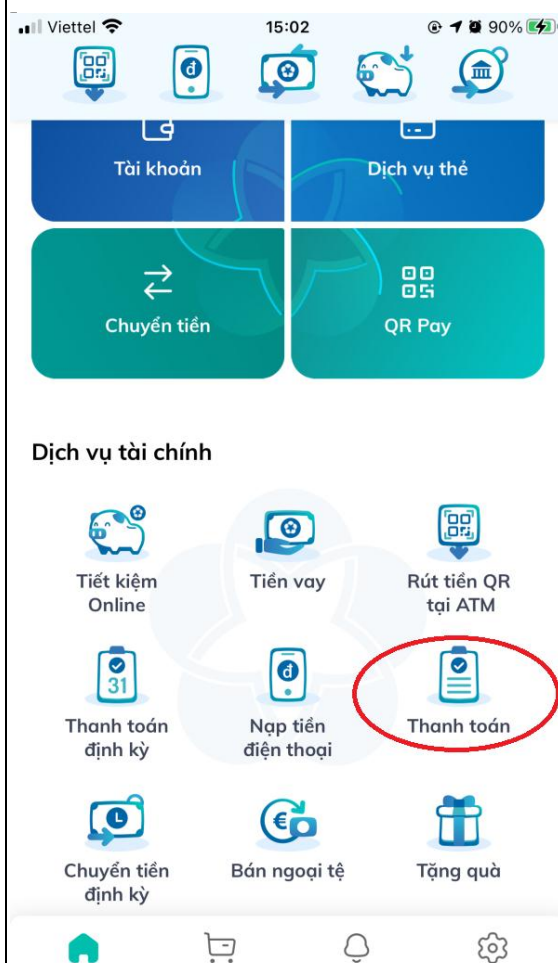 Viettel 15:02 90%
Tài khoản Dịch vụ thẻ
Chuyển tiền QR Pay
Dịch vụ tài chính
Tiết kiệm
Online
Tiền vay
Rút tiền QR
tại ATM
31
Thanh toán
định kỳ
đ
Nạp tiền
điện thoại
Thanh toán
Chuyển tiền
định kỳ
€
Bán ngoại tệ
Tặng quà